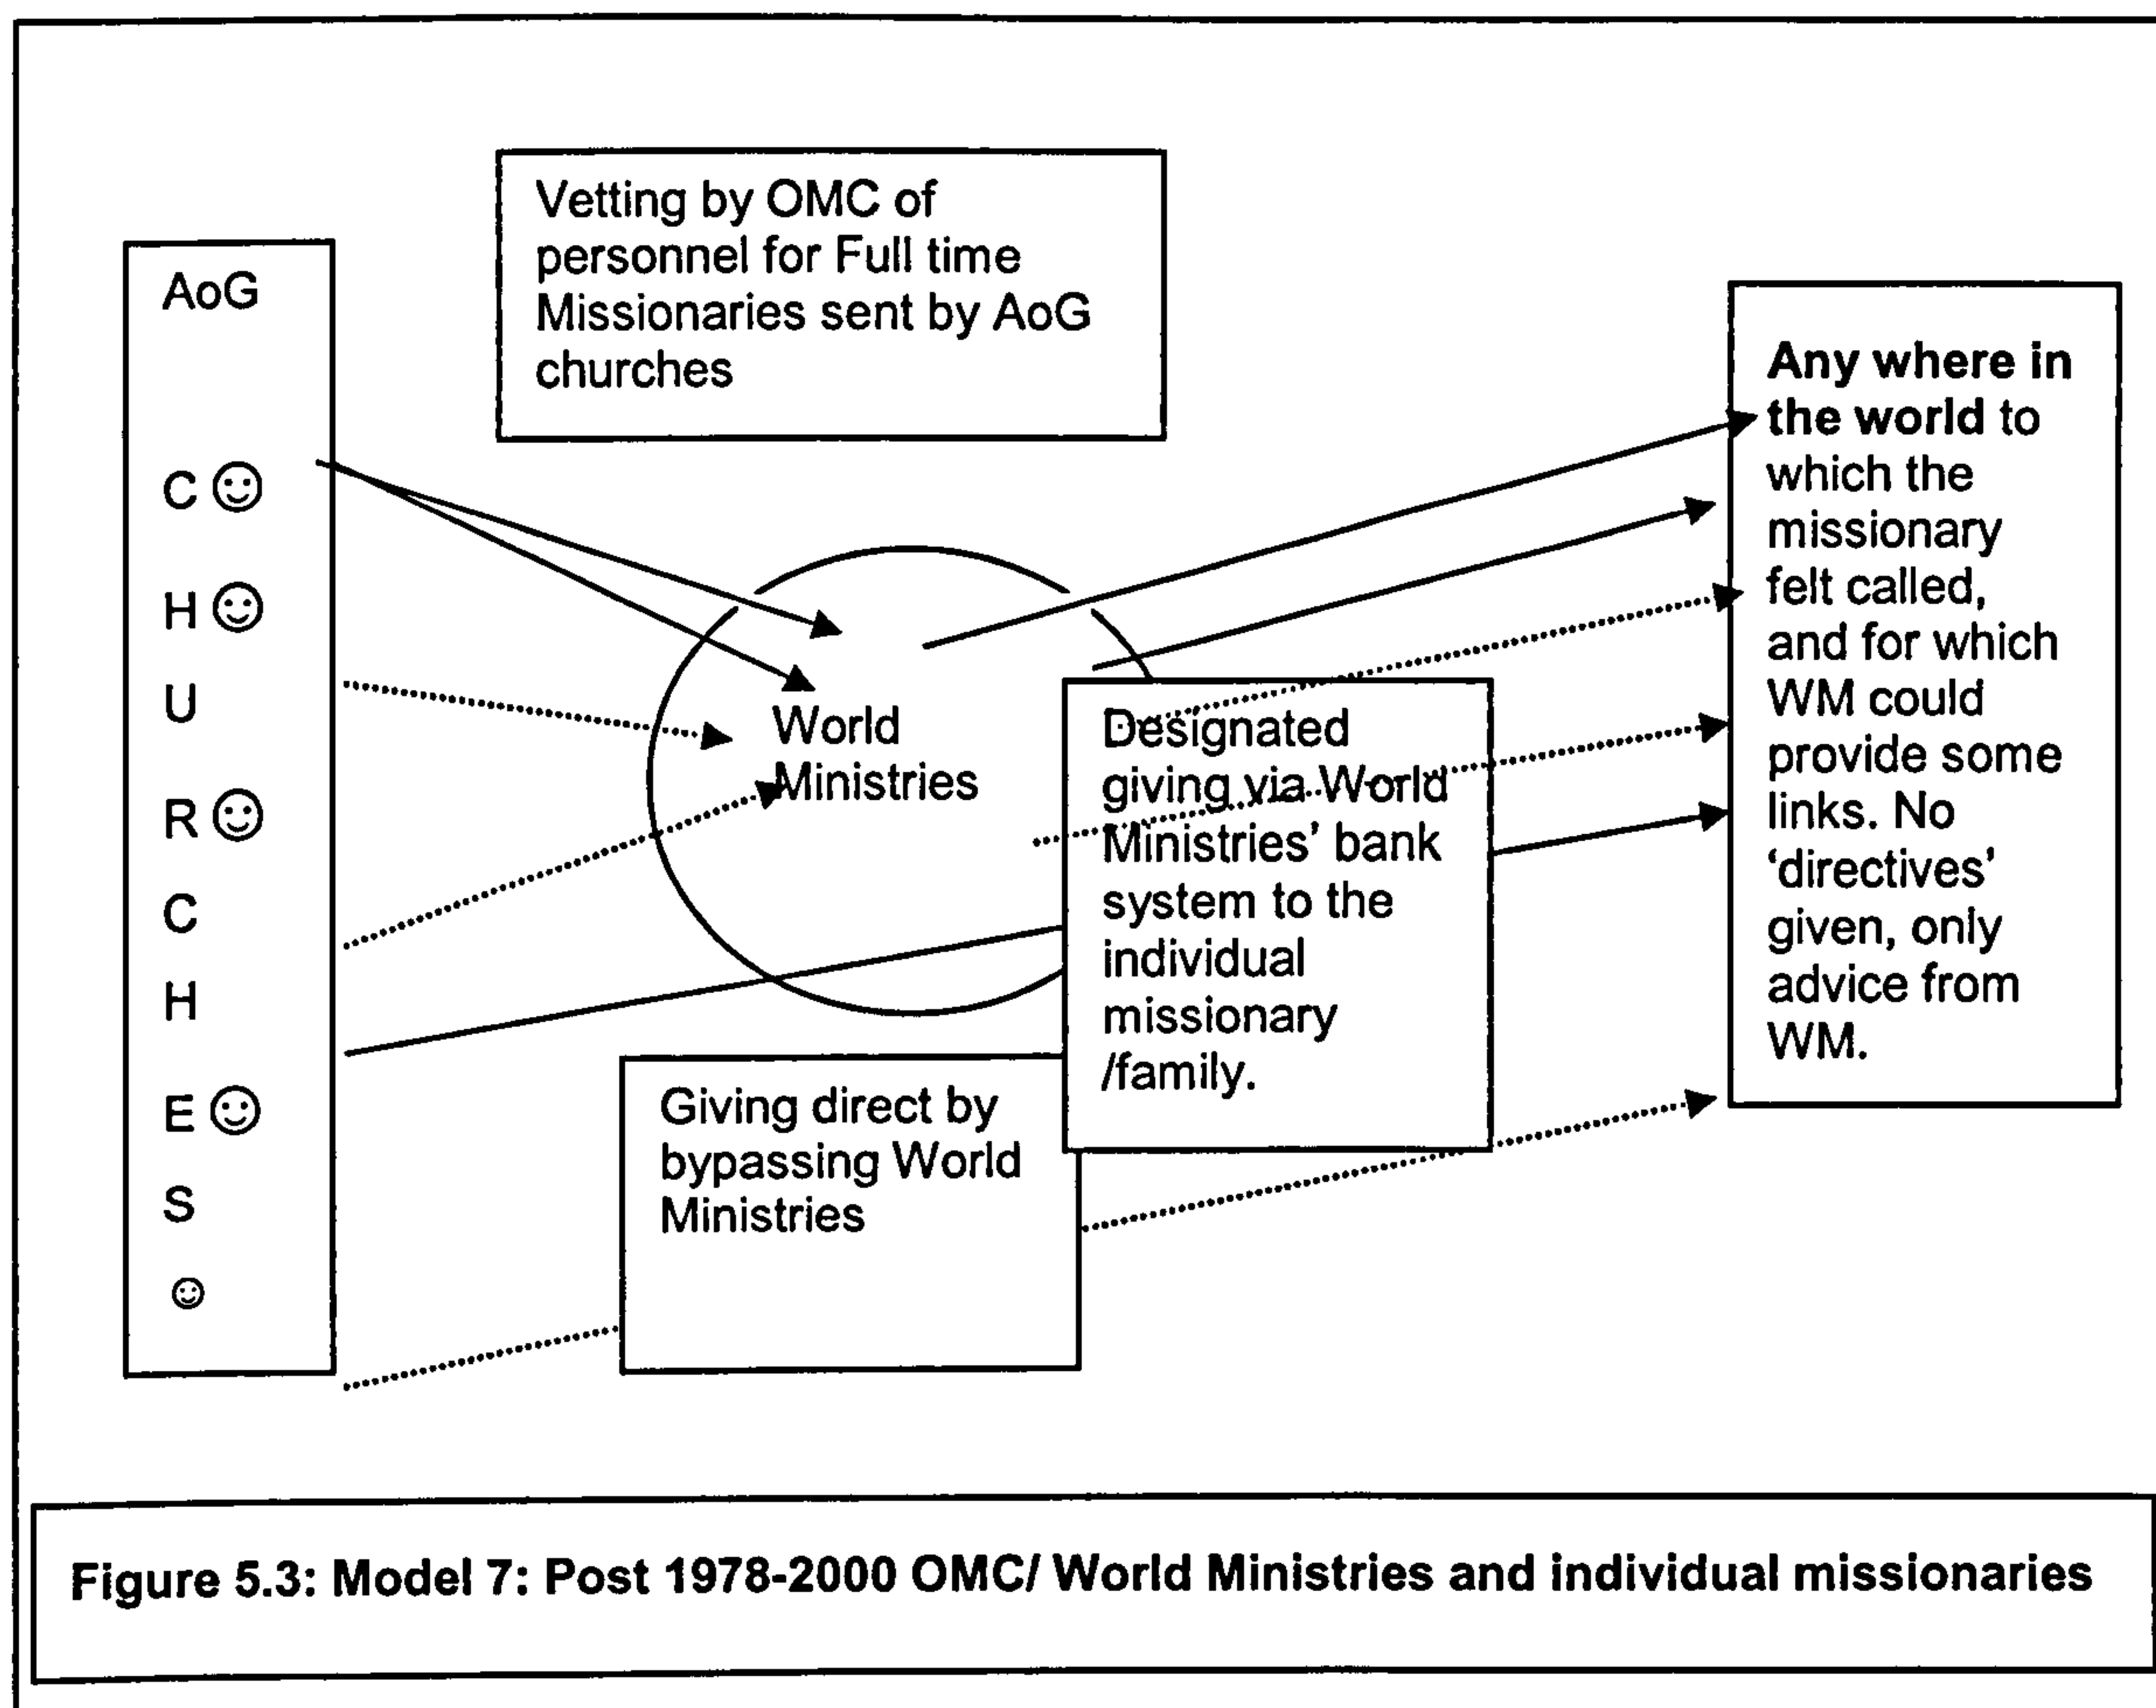 AoG
C ☺
H ☺
U
R ☺
C
H
E ☺
S
☺
Vetting by OMC of
personnel for Full time
Missionaries sent by AoG
churches
World
Ministries
Designated
giving via World
Ministries’ bank
system to the
individual
missionary
/family.
Giving direct by
bypassing World
Ministries
Any where in
the world to
which the
missionary
felt called,
and for which
WM could
provide some
links. No
‘directives’
given, only
advice from
WM.
Figure 5.3: Model 7: Post 1978-2000 OMC/ World Ministries and individual missionaries